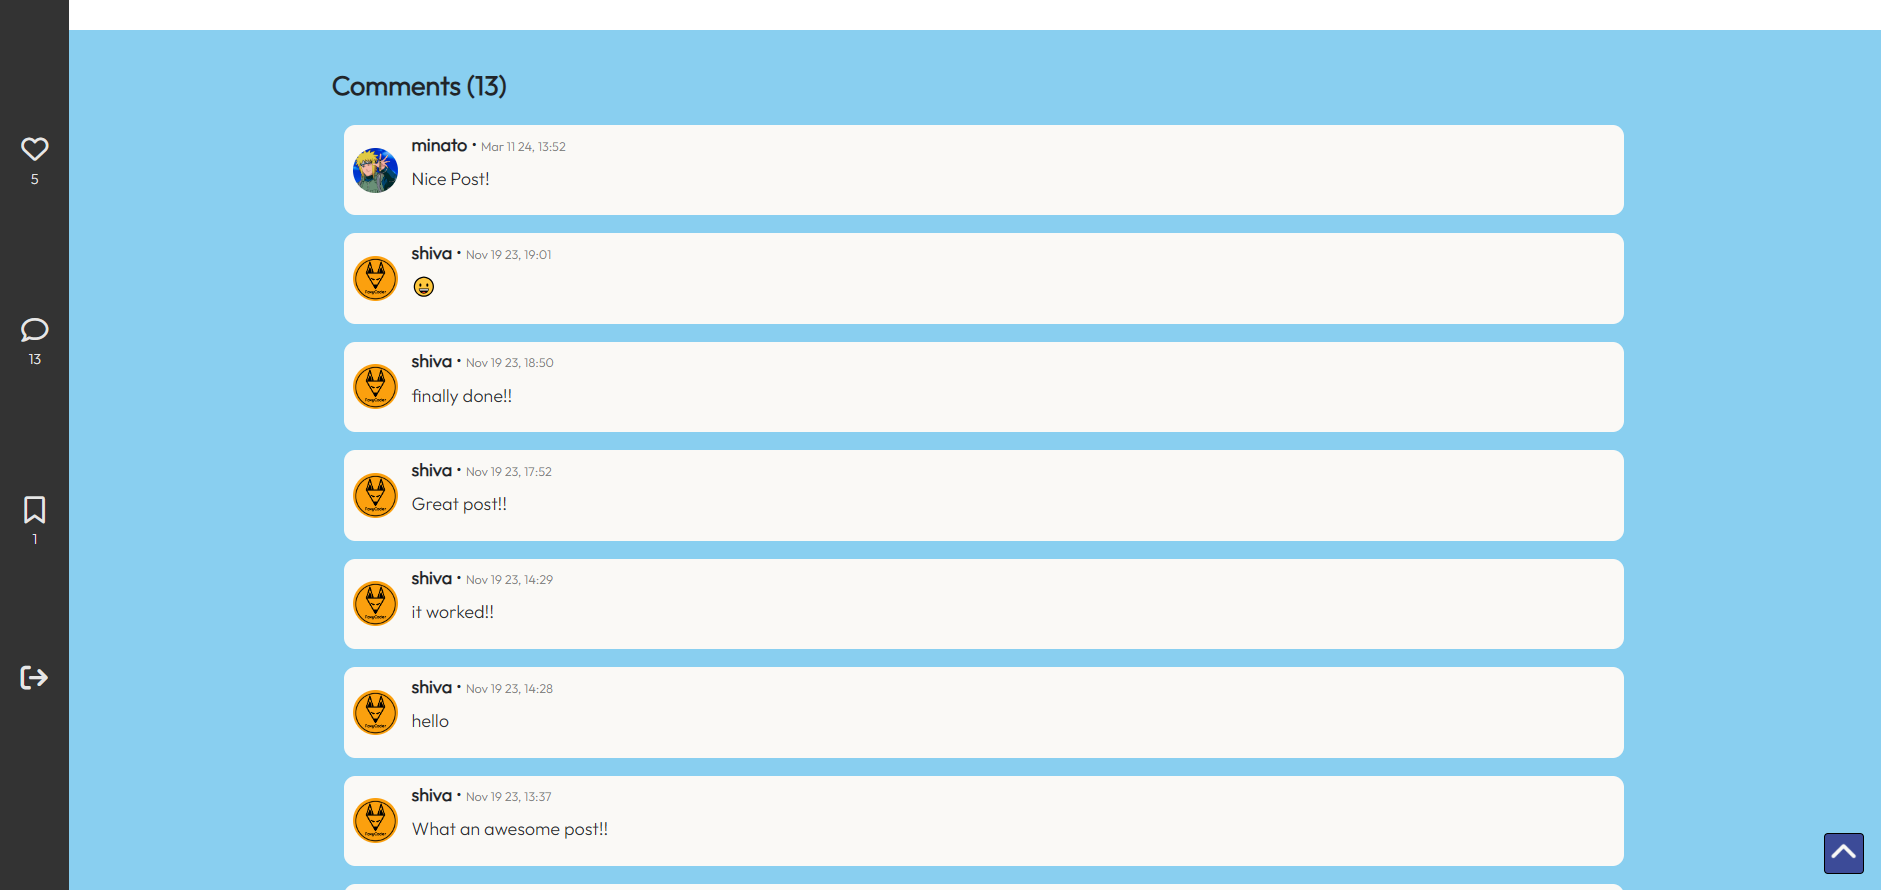 Comments (13)
minato • Mar 11 24, 13:52
Nice Post!
5
shiva • Nov 19 23, 19:01
13
shiva • Nov 19 23, 18:50
finally done!!
shiva • Nov 19 23, 17:52
Great post!!
1
shiva • Nov 19 23, 14:29
it worked!!
shiva • Nov 19 23, 14:28
hello
shiva • Nov 19 23, 13:37
What an awesome post!!